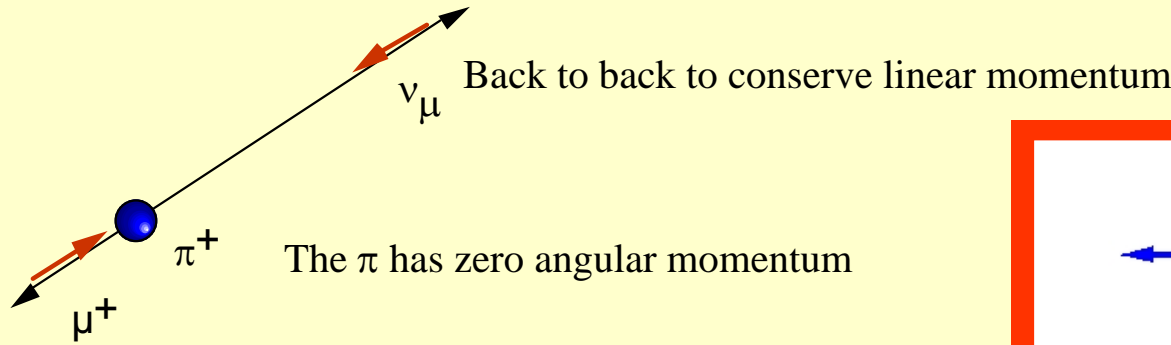 ν_μ
Back to back to conserve linear momentum
π⁺
The π has zero angular momentum
μ⁺